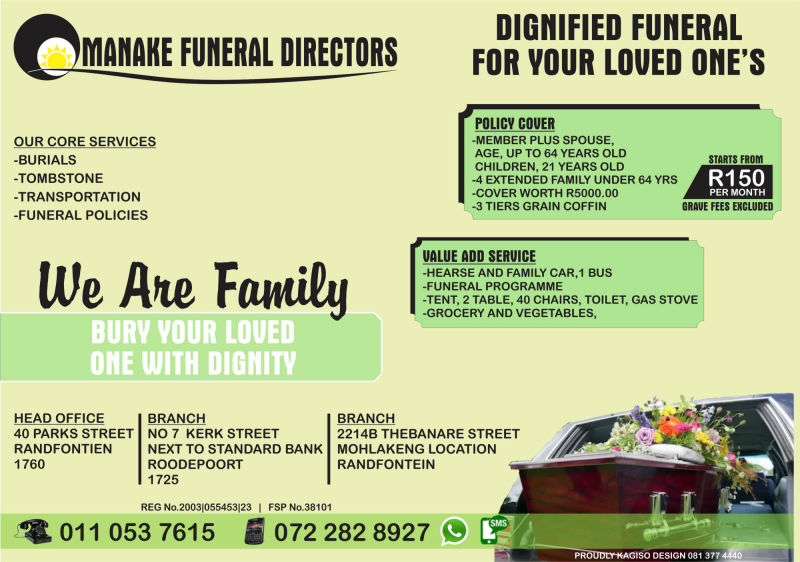 MANAKE FUNERAL DIRECTORS
DIGNIFIED FUNERAL
FOR YOUR LOVED ONE'S
OUR CORE SERVICES
-BURIALS
-TOMBSTONE
-TRANSPORTATION
-FUNERAL POLICIES
POLICY COVER
-MEMBER PLUS SPOUSE,
AGE, UP TO 64 YEARS OLD
CHILDREN, 21 YEARS OLD
-4 EXTENDED FAMILY UNDER 64 YRS
-COVER WORTH R5000.00
-3 TIERS GRAIN COFFIN
STARTS FROM
R150
PER MONTH
GRAVE FEES EXCLUDED
VALUE ADD SERVICE
-HEARSE AND FAMILY CAR,1 BUS
-FUNERAL PROGRAMME
-TENT, 2 TABLE, 40 CHAIRS, TOILET, GAS STOVE
-GROCERY AND VEGETABLES,
We Are Family
BURY YOUR LOVED
ONE WITH DIGNITY
HEAD OFFICE
40 PARKS STREET
RANDFONTIEN
1760
BRANCH
NO 7 KERK STREET
NEXT TO STANDARD BANK
ROODEPOORT
1725
BRANCH
2214B THEBANARE STREET
MOHLAKENG LOCATION
RANDFONTEIN
REG No.2003|055453|23 | FSP No.38101
011 053 7615
072 282 8927
SMS
PROUDLY KAGISO DESIGN 081 377 4440